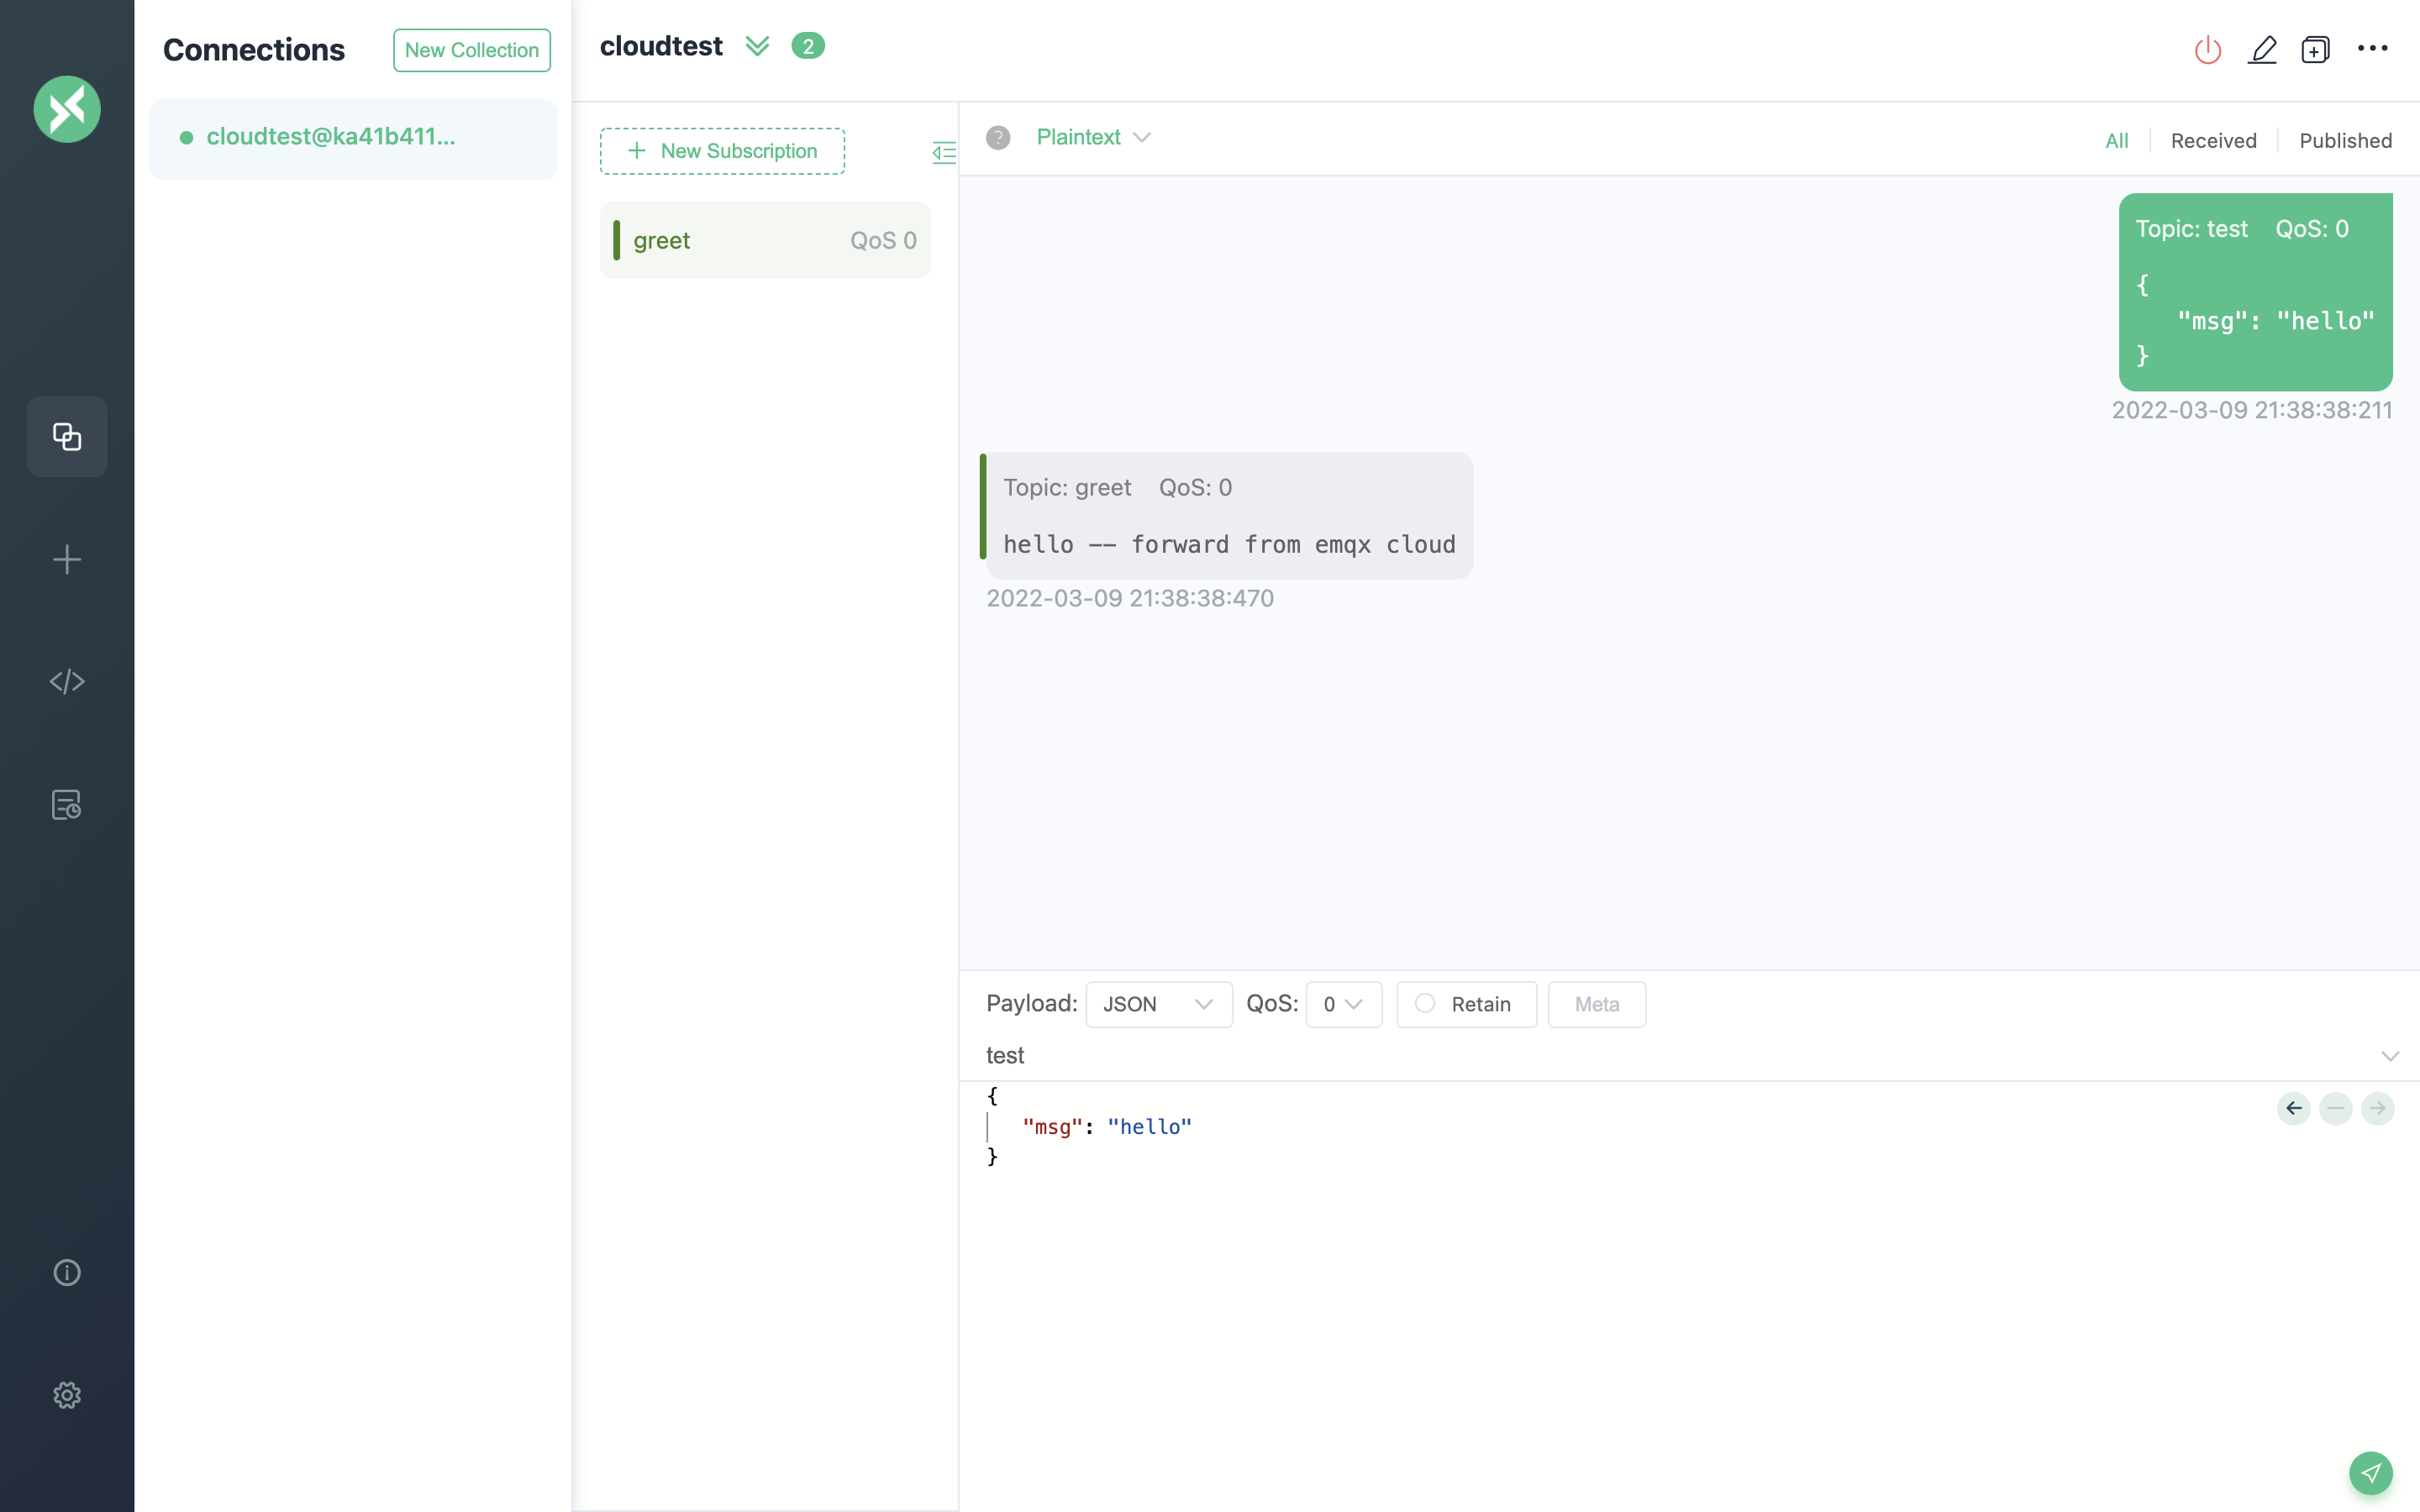 Connections
New Collection
cloudtest@ka41b411...
cloudtest
2
New Subscription
greet QoS 0
Plaintext
All Received Published
Topic: test QoS: 0
{
"msg": "hello"
}
2022-03-09 21:38:38:211
Topic: greet QoS: 0
hello -- forward from emqx cloud
2022-03-09 21:38:38:470
Payload: JSON QoS: 0 Retain Meta
test
{
"msg": "hello"
}